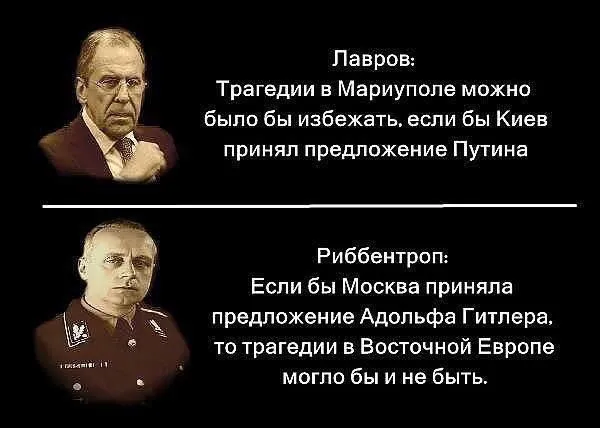 Лавров:
Трагедии в Мариуполе можно
было бы избежать, если бы Киев
принял предложение Путина
Риббентроп:
Если бы Москва приняла
предложение Адольфа Гитлера,
то трагедии в Восточной Европе
могло бы и не быть.